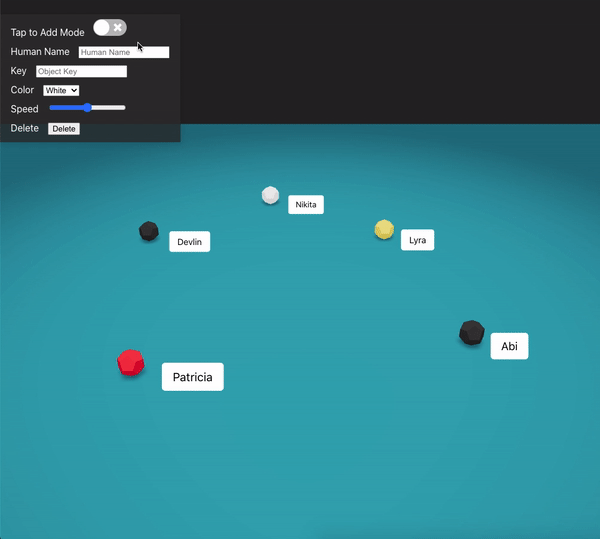 Tap to Add Mode
Human Name Human Name
Key Object Key
Color White
Speed
Delete Delete
Nikita
Devlin
Lyra
Abi
Patricia